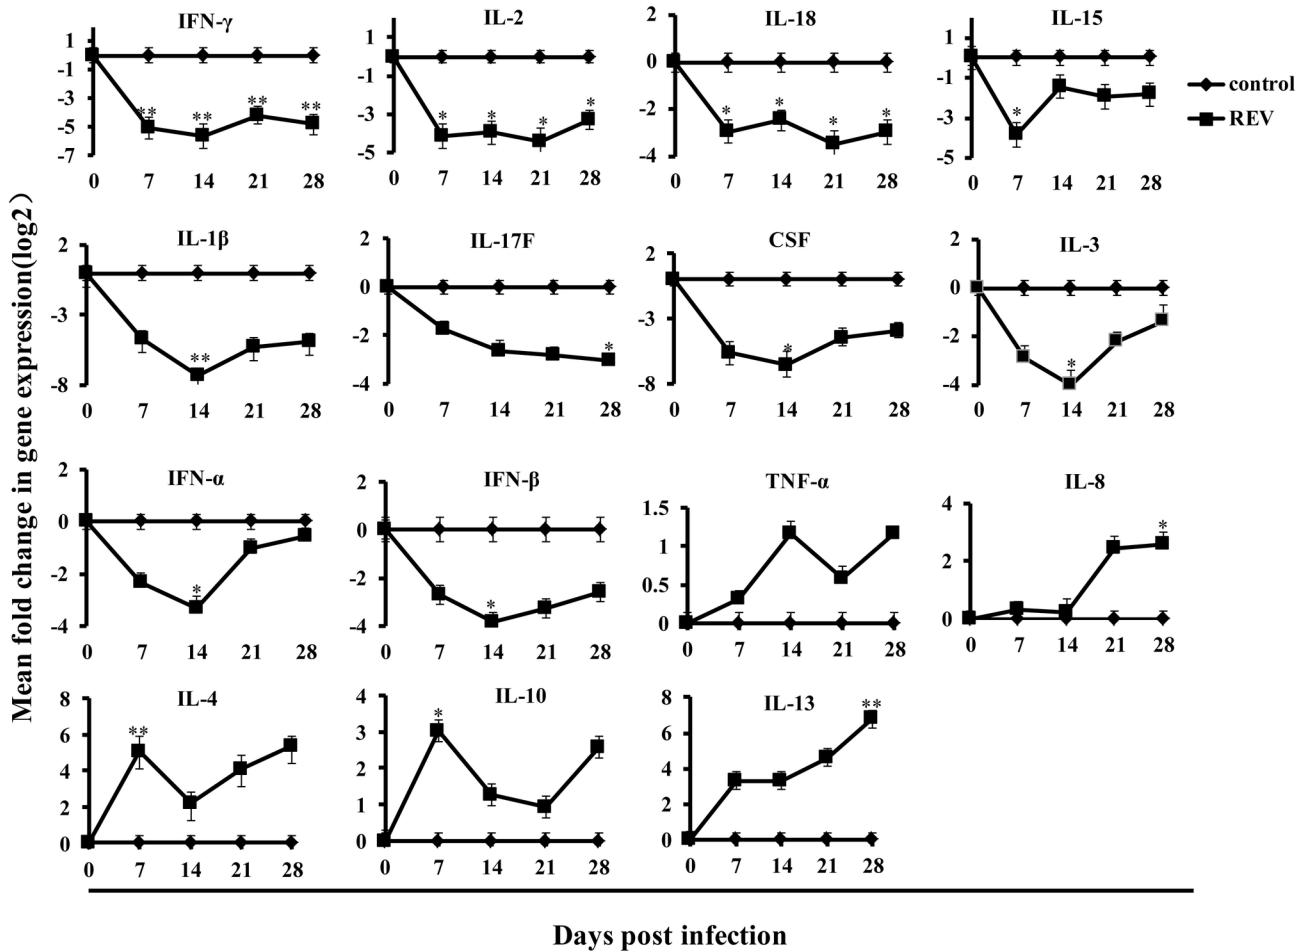 IFN-γ
1
-1
-3
-5
-7
** ** ** **
0 7 14 21 28
IL-2
1
-1
-3
-5
* * * *
0 7 14 21 28
IL-18
2
0
-2
-4
* * * *
0 7 14 21 28
IL-15
1
-1
-3
-5
*
0 7 14 21 28
control
REV
Mean fold change in gene expression(log2)
IL-1β
2
-3
-8
**
0 7 14 21 28
IL-17F
2
0
-2
-4
*
0 7 14 21 28
CSF
2
-3
-8
*
0 7 14 21 28
IL-3
2
0
-2
-4
*
0 7 14 21 28
IFN-α
2
0
-2
-4
*
0 7 14 21 28
IFN-β
2
0
-2
-4
*
0 7 14 21 28
TNF-α
1.5
1
0.5
0
0 7 14 21 28
IL-8
4
2
0
*
0 7 14 21 28
IL-4
8
6
4
2
0
**
0 7 14 21 28
IL-10
4
3
2
1
0
*
0 7 14 21 28
IL-13
8
6
4
2
0
**
0 7 14 21 28
Days post infection